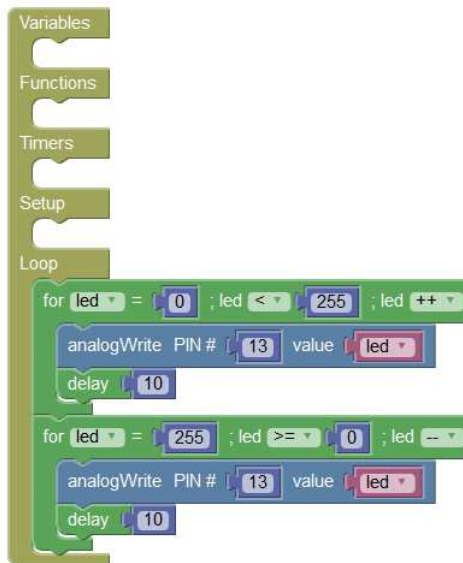 Variables
Functions
Timers
Setup
Loop
for led = 0 ; led < 255 ; led ++
analogWrite PIN # 13 value led
delay 10
for led = 255 ; led >= 0 ; led --
analogWrite PIN # 13 value led
delay 10